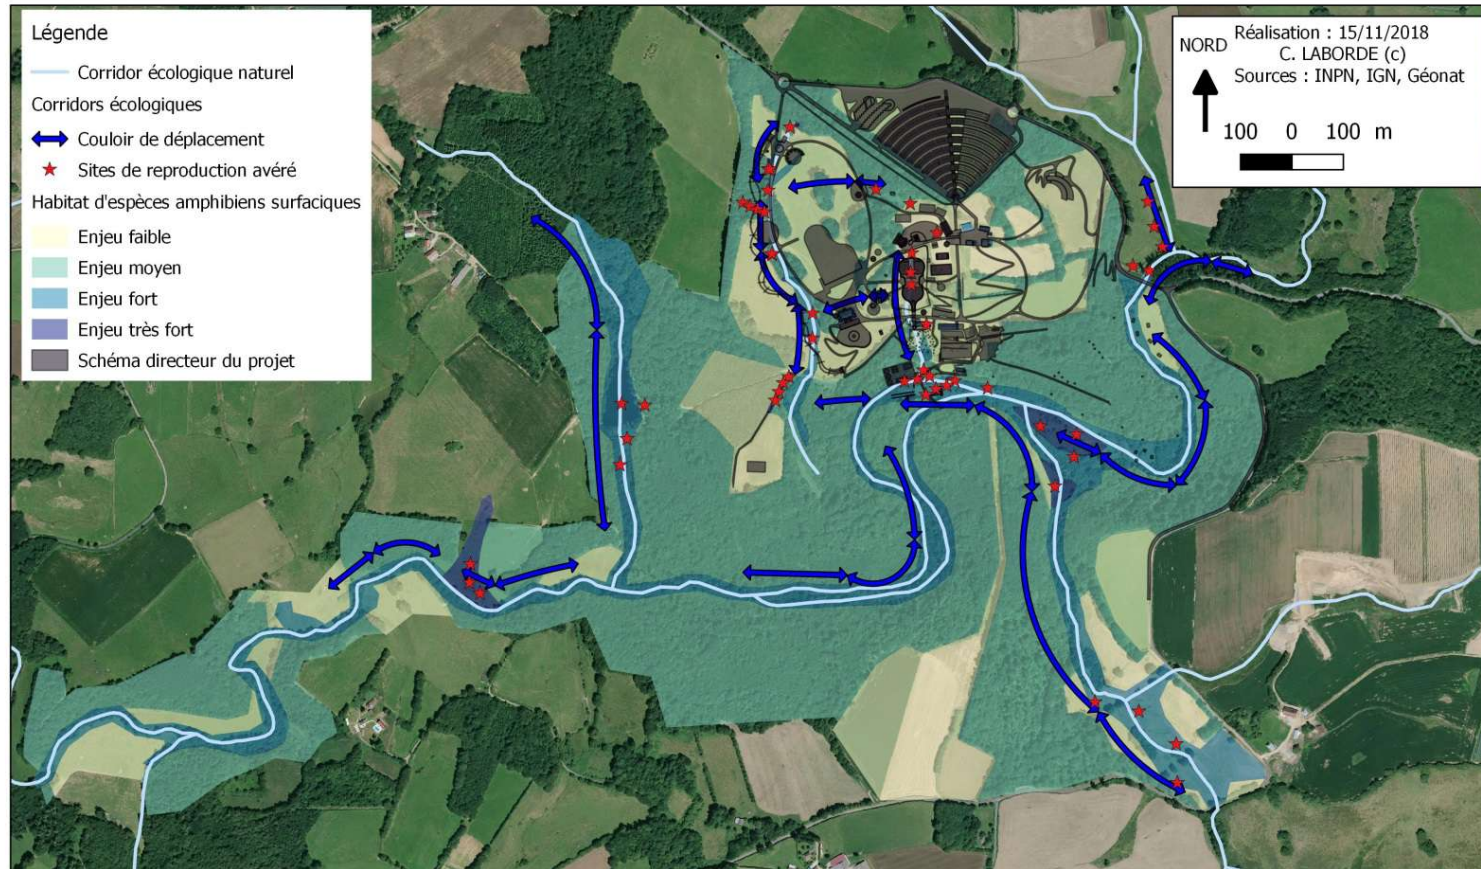 Légende
Corridor écologique naturel
Corridors écologiques
Couloir de déplacement
Sites de reproduction avéré
Habitat d'espèces amphibiens surfaciques
Enjeu faible
Enjeu moyen
Enjeu fort
Enjeu très fort
Schéma directeur du projet
NORD
Réalisation : 15/11/2018
C. LABORDE (c)
Sources : INPN, IGN, Géonat
100 0 100 m